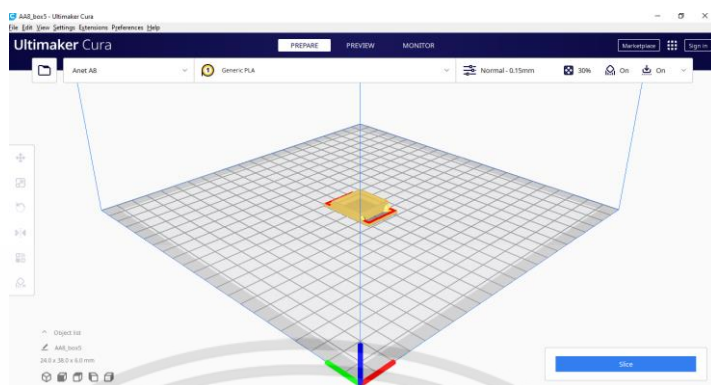 AA8_box5 - Ultimaker Cura
File Edit View Settings Extensions Preferences Help
Ultimaker Cura
PREPARE PREVIEW MONITOR
Marketplace Sign in
Anet A8
1 Generic PLA
Normal - 0.15mm 30% On On
Object list
AA8_box5
24.0 x 38.0 x 6.0 mm
Slice